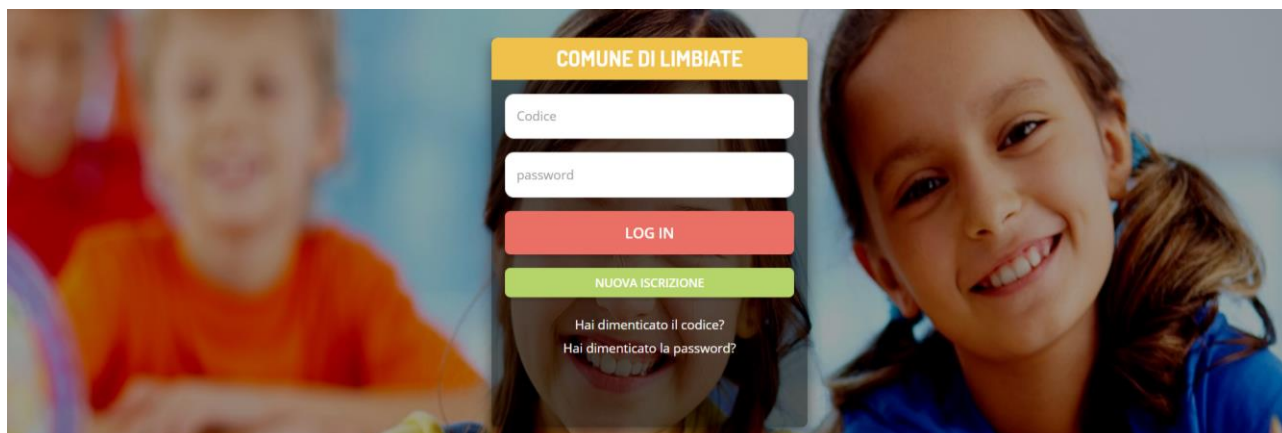 COMUNE DI LIMBIATE
Codice
password
LOG IN
NUOVA ISCRIZIONE
Hai dimenticato il codice?
Hai dimenticato la password?